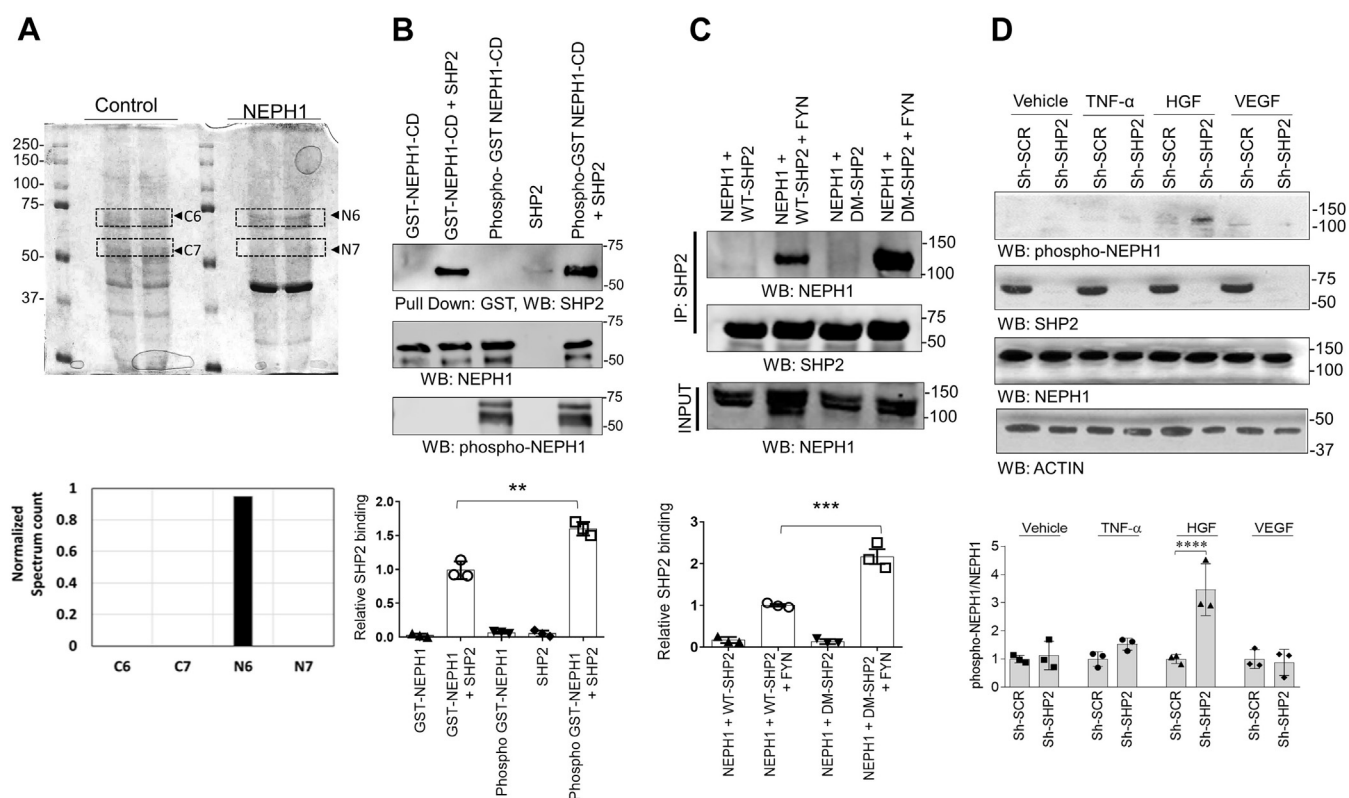 A
Control
NEPH1
250-
150-
100-
75-
50-
37-
C6
C7
N6
N7
Normalized
Spectrum count
1
0.8
0.6
0.4
0.2
0
C6
C7
N6
N7
B
GST-NEPH1-CD
GST-NEPH1-CD + SHP2
Phospho- GST NEPH1-CD
SHP2
Phospho-GST NEPH1-CD
+ SHP2
-75
-50
Pull Down: GST, WB: SHP2
-75
-50
WB: NEPH1
-75
-50
WB: phospho-NEPH1
Relative SHP2 binding
2.0
1.5
1.0
0.5
0.0
**
GST-NEPH1
GST-NEPH1
+ SHP2
Phospho GST-NEPH1
SHP2
Phospho GST-NEPH1
+ SHP2
C
NEPH1 +
WT-SHP2
NEPH1 +
WT-SHP2 + FYN
NEPH1 +
DM-SHP2
NEPH1 +
DM-SHP2 + FYN
IP: SHP2
-150
-100
WB: NEPH1
-75
-50
WB: SHP2
INPUT
-150
-100
WB: NEPH1
Relative SHP2 binding
3
2
1
0
***
NEPH1 + WT-SHP2
NEPH1 + WT-SHP2
+ FYN
NEPH1 + DM-SHP2
NEPH1 + DM-SHP2
+ FYN
D
Vehicle
TNF-α
HGF
VEGF
Sh-SCR
Sh-SHP2
Sh-SCR
Sh-SHP2
Sh-SCR
Sh-SHP2
Sh-SCR
Sh-SHP2
-150
-100
WB: phospho-NEPH1
-75
-50
WB: SHP2
-150
-100
WB: NEPH1
-50
-37
WB: ACTIN
Vehicle
TNF-α
HGF
VEGF
****
phospho-NEPH1/NEPH1
5
4
3
2
1
0
Sh-SCR
Sh-SHP2
Sh-SCR
Sh-SHP2
Sh-SCR
Sh-SHP2
Sh-SCR
Sh-SHP2